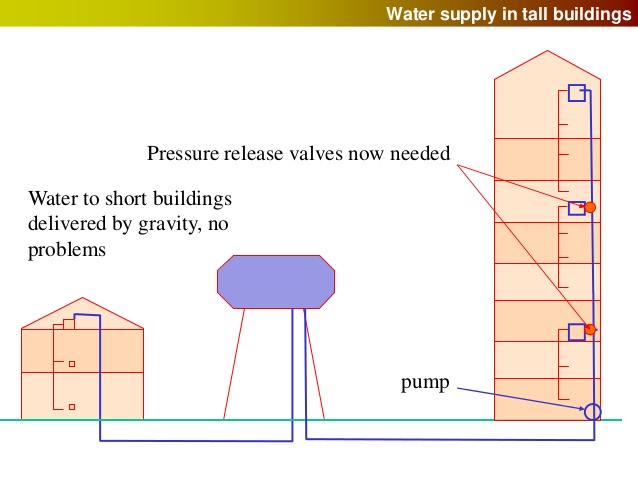 Water supply in tall buildings
Pressure release valves now needed
Water to short buildings
delivered by gravity, no
problems
pump